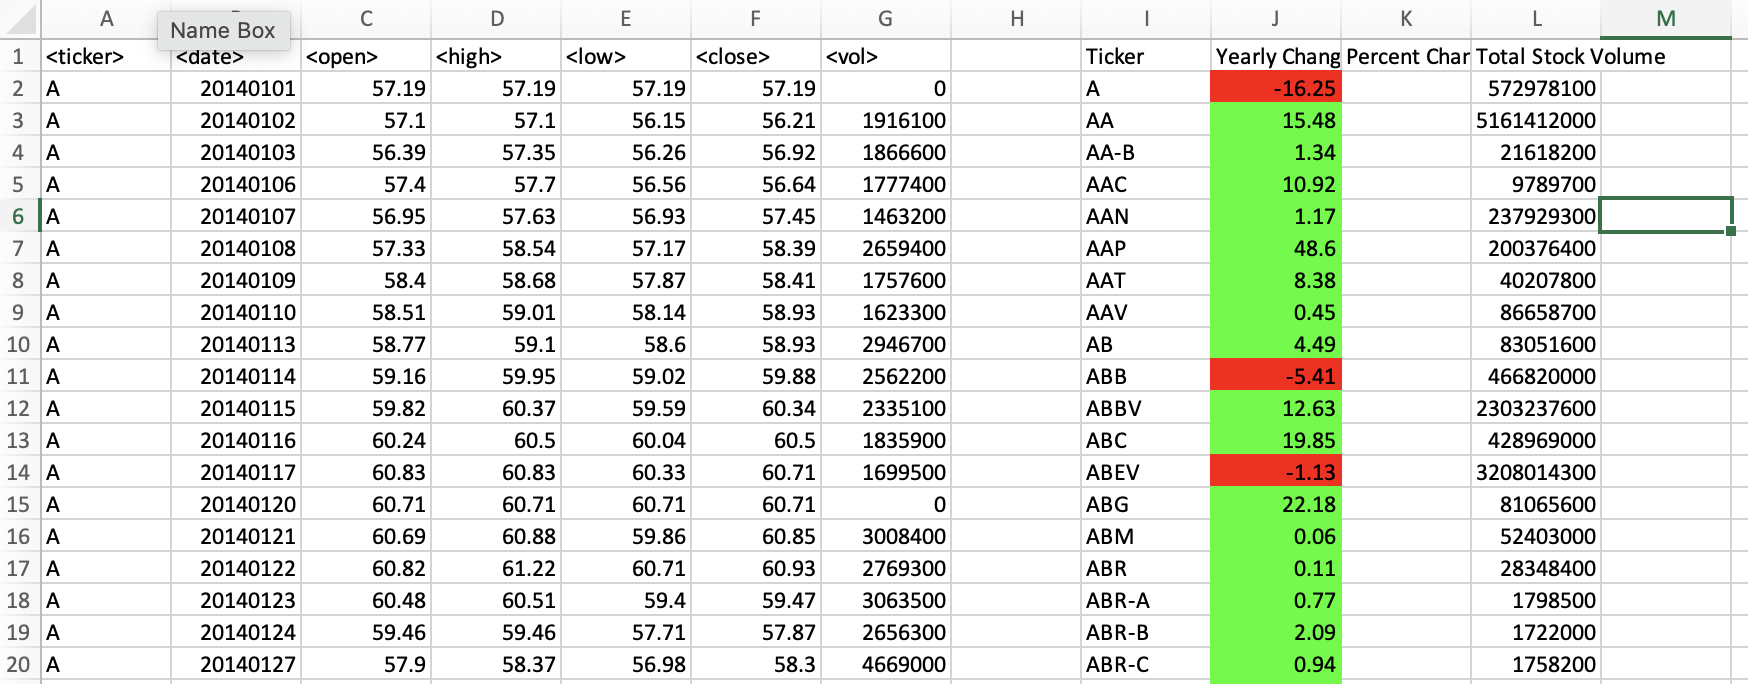 A C D E F G H I J K L M
Name Box
1 <ticker> <date> <open> <high> <low> <close> <vol> Ticker Yearly Chang Percent Char Total Stock Volume
2 A 20140101 57.19 57.19 57.19 57.19 0 A -16.25 572978100
3 A 20140102 57.1 57.1 56.15 56.21 1916100 AA 15.48 5161412000
4 A 20140103 56.39 57.35 56.26 56.92 1866600 AA-B 1.34 21618200
5 A 20140106 57.4 57.7 56.56 56.64 1777400 AAC 10.92 9789700
6 A 20140107 56.95 57.63 56.93 57.45 1463200 AAN 1.17 237929300
7 A 20140108 57.33 58.54 57.17 58.39 2659400 AAP 48.6 200376400
8 A 20140109 58.4 58.68 57.87 58.41 1757600 AAT 8.38 40207800
9 A 20140110 58.51 59.01 58.14 58.93 1623300 AAV 0.45 86658700
10 A 20140113 58.77 59.1 58.6 58.93 2946700 AB 4.49 83051600
11 A 20140114 59.16 59.95 59.02 59.88 2562200 ABB -5.41 466820000
12 A 20140115 59.82 60.37 59.59 60.34 2335100 ABBV 12.63 2303237600
13 A 20140116 60.24 60.5 60.04 60.5 1835900 ABC 19.85 428969000
14 A 20140117 60.83 60.83 60.33 60.71 1699500 ABEV -1.13 3208014300
15 A 20140120 60.71 60.71 60.71 60.71 0 ABG 22.18 81065600
16 A 20140121 60.69 60.88 59.86 60.85 3008400 ABM 0.06 52403000
17 A 20140122 60.82 61.22 60.71 60.93 2769300 ABR 0.11 28348400
18 A 20140123 60.48 60.51 59.4 59.47 3063500 ABR-A 0.77 1798500
19 A 20140124 59.46 59.46 57.71 57.87 2656300 ABR-B 2.09 1722000
20 A 20140127 57.9 58.37 56.98 58.3 4669000 ABR-C 0.94 1758200